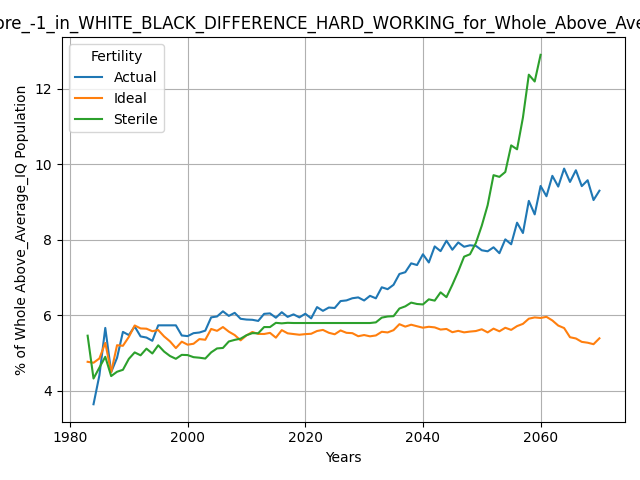 ore_-1_in_WHITE_BLACK_DIFFERENCE_HARD_WORKING_for_Whole_Above_Ave
Fertility
Actual
Ideal
Sterile
% of Whole Above_Average_IQ Population
12
10
8
6
4
1980
2000
2020
2040
2060
Years